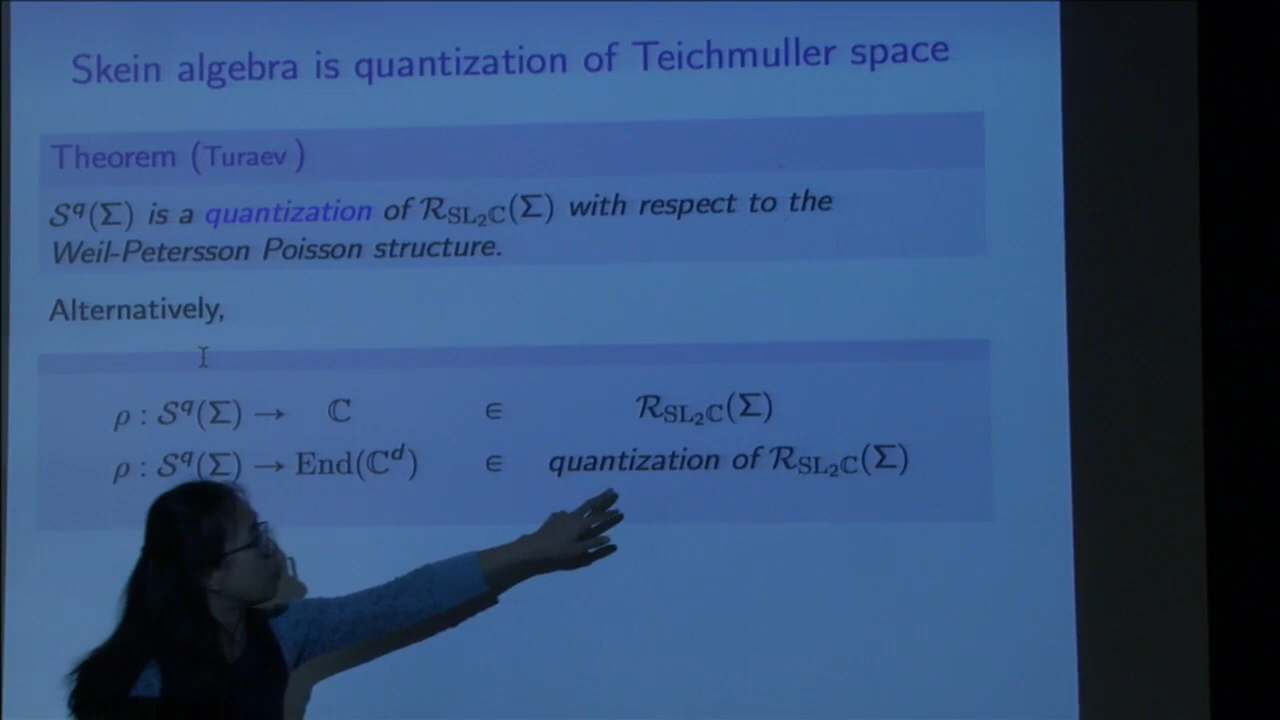 Skein algebra is quantization of Teichmuller space
Theorem (Turaev )
𝒮^q(Σ) is a quantization of ℛ_{SL₂ℂ}(Σ) with respect to the
Weil-Petersson Poisson structure.
Alternatively,
ρ : 𝒮^q(Σ) → ℂ ∈ ℛ_{SL₂ℂ}(Σ)
ρ : 𝒮^q(Σ) → End(ℂ^d) ∈ quantization of ℛ_{SL₂ℂ}(Σ)